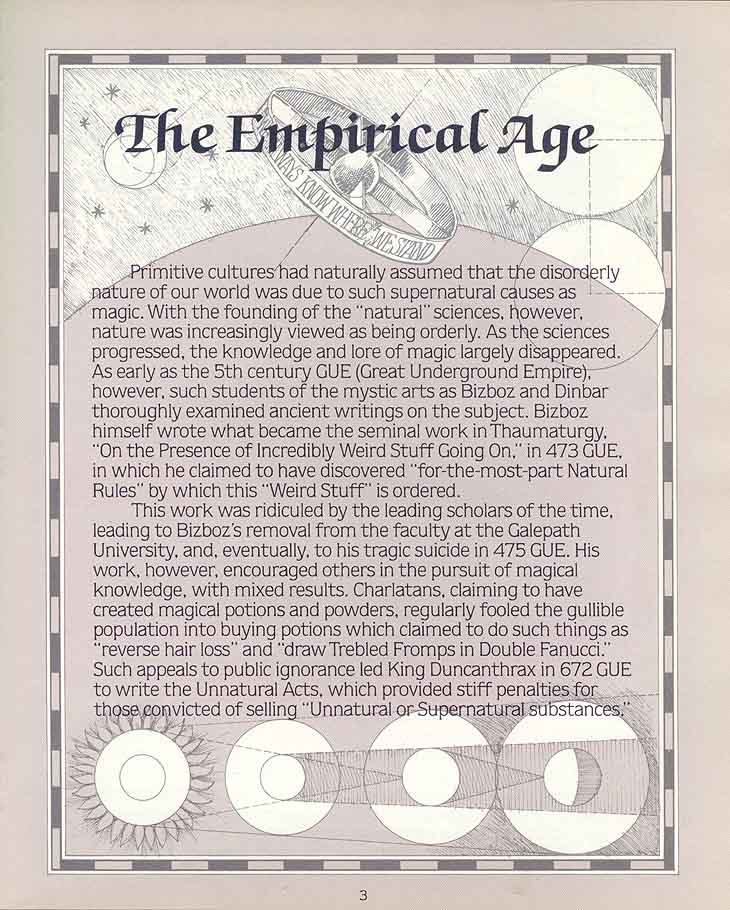 The Empirical Age
WAYS KNOW WHERE WE STAND
Primitive cultures had naturally assumed that the disorderly
nature of our world was due to such supernatural causes as
magic. With the founding of the “natural” sciences, however,
nature was increasingly viewed as being orderly. As the sciences
progressed, the knowledge and lore of magic largely disappeared.
As early as the 5th century GUE (Great Underground Empire),
however, such students of the mystic arts as Bizboz and Dinbar
thoroughly examined ancient writings on the subject. Bizboz
himself wrote what became the seminal work in Thaumaturgy,
“On the Presence of Incredibly Weird Stuff Going On,” in 473 GUE,
in which he claimed to have discovered “for-the-most-part Natural
Rules” by which this “Weird Stuff” is ordered.
This work was ridiculed by the leading scholars of the time,
leading to Bizboz’s removal from the faculty at the Galepath
University, and, eventually, to his tragic suicide in 475 GUE. His
work, however, encouraged others in the pursuit of magical
knowledge, with mixed results. Charlatans, claiming to have
created magical potions and powders, regularly fooled the gullible
population into buying potions which claimed to do such things as
“reverse hair loss” and “draw Trebled Fromps in Double Fanucci.”
Such appeals to public ignorance led King Duncanthrax in 672 GUE
to write the Unnatural Acts, which provided stiff penalties for
those convicted of selling “Unnatural or Supernatural substances.”
3